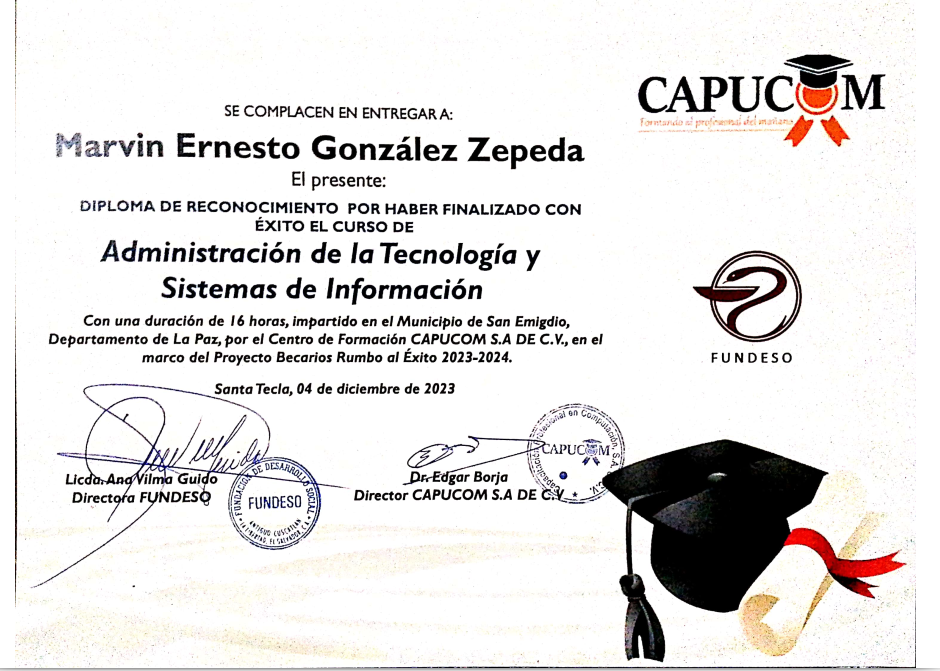 CAPUCOM
Formando al profesional del mañana
SE COMPLACEN EN ENTREGAR A:
Marvin Ernesto González Zepeda
El presente:
DIPLOMA DE RECONOCIMIENTO POR HABER FINALIZADO CON
ÉXITO EL CURSO DE
Administración de la Tecnología y
Sistemas de Información
Con una duración de 16 horas, impartido en el Municipio de San Emigdio,
Departamento de La Paz, por el Centro de Formación CAPUCOM S.A DE C.V., en el
marco del Proyecto Becarios Rumbo al Éxito 2023-2024.
FUNDESO
Santa Tecla, 04 de diciembre de 2023
Licda. Ana Vilma Guido
Directora FUNDESO
FUNDACIÓN DE DESARROLLO SOCIAL
FUNDESO
ANTIGUO CUSCATLAN
LA LIBERTAD, EL SALVADOR, C.A.
Dr. Edgar Borja
Director CAPUCOM S.A DE C.V
Profesional en Computación, S.A.
CAPUCOM